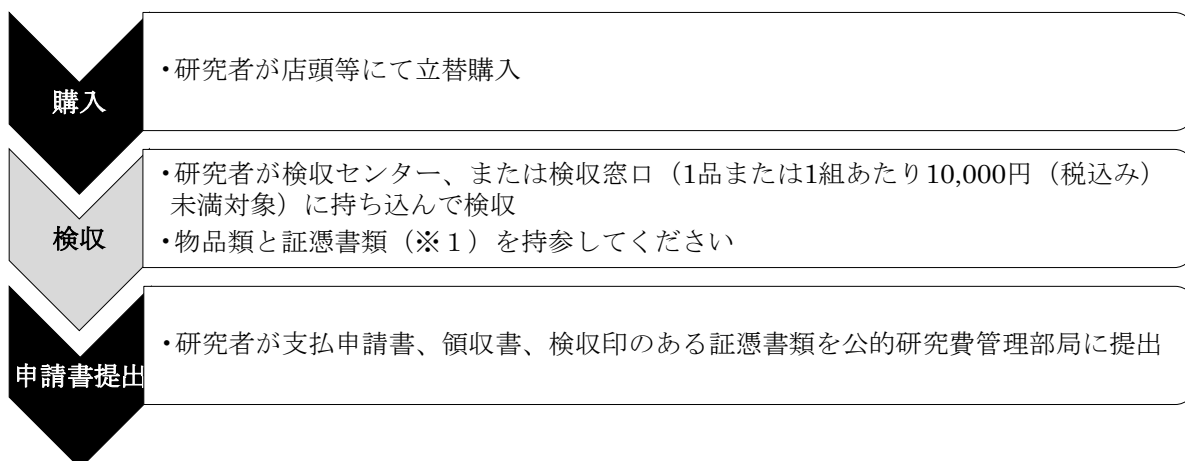 購入
・研究者が店頭等にて立替購入
検収
・研究者が検収センター、または検収窓口（1品または1組あたり10,000円（税込み）
未満対象）に持ち込んで検収
・物品類と証憑書類（※１）を持参してください
申請書提出
・研究者が支払申請書、領収書、検収印のある証憑書類を公的研究費管理部局に提出